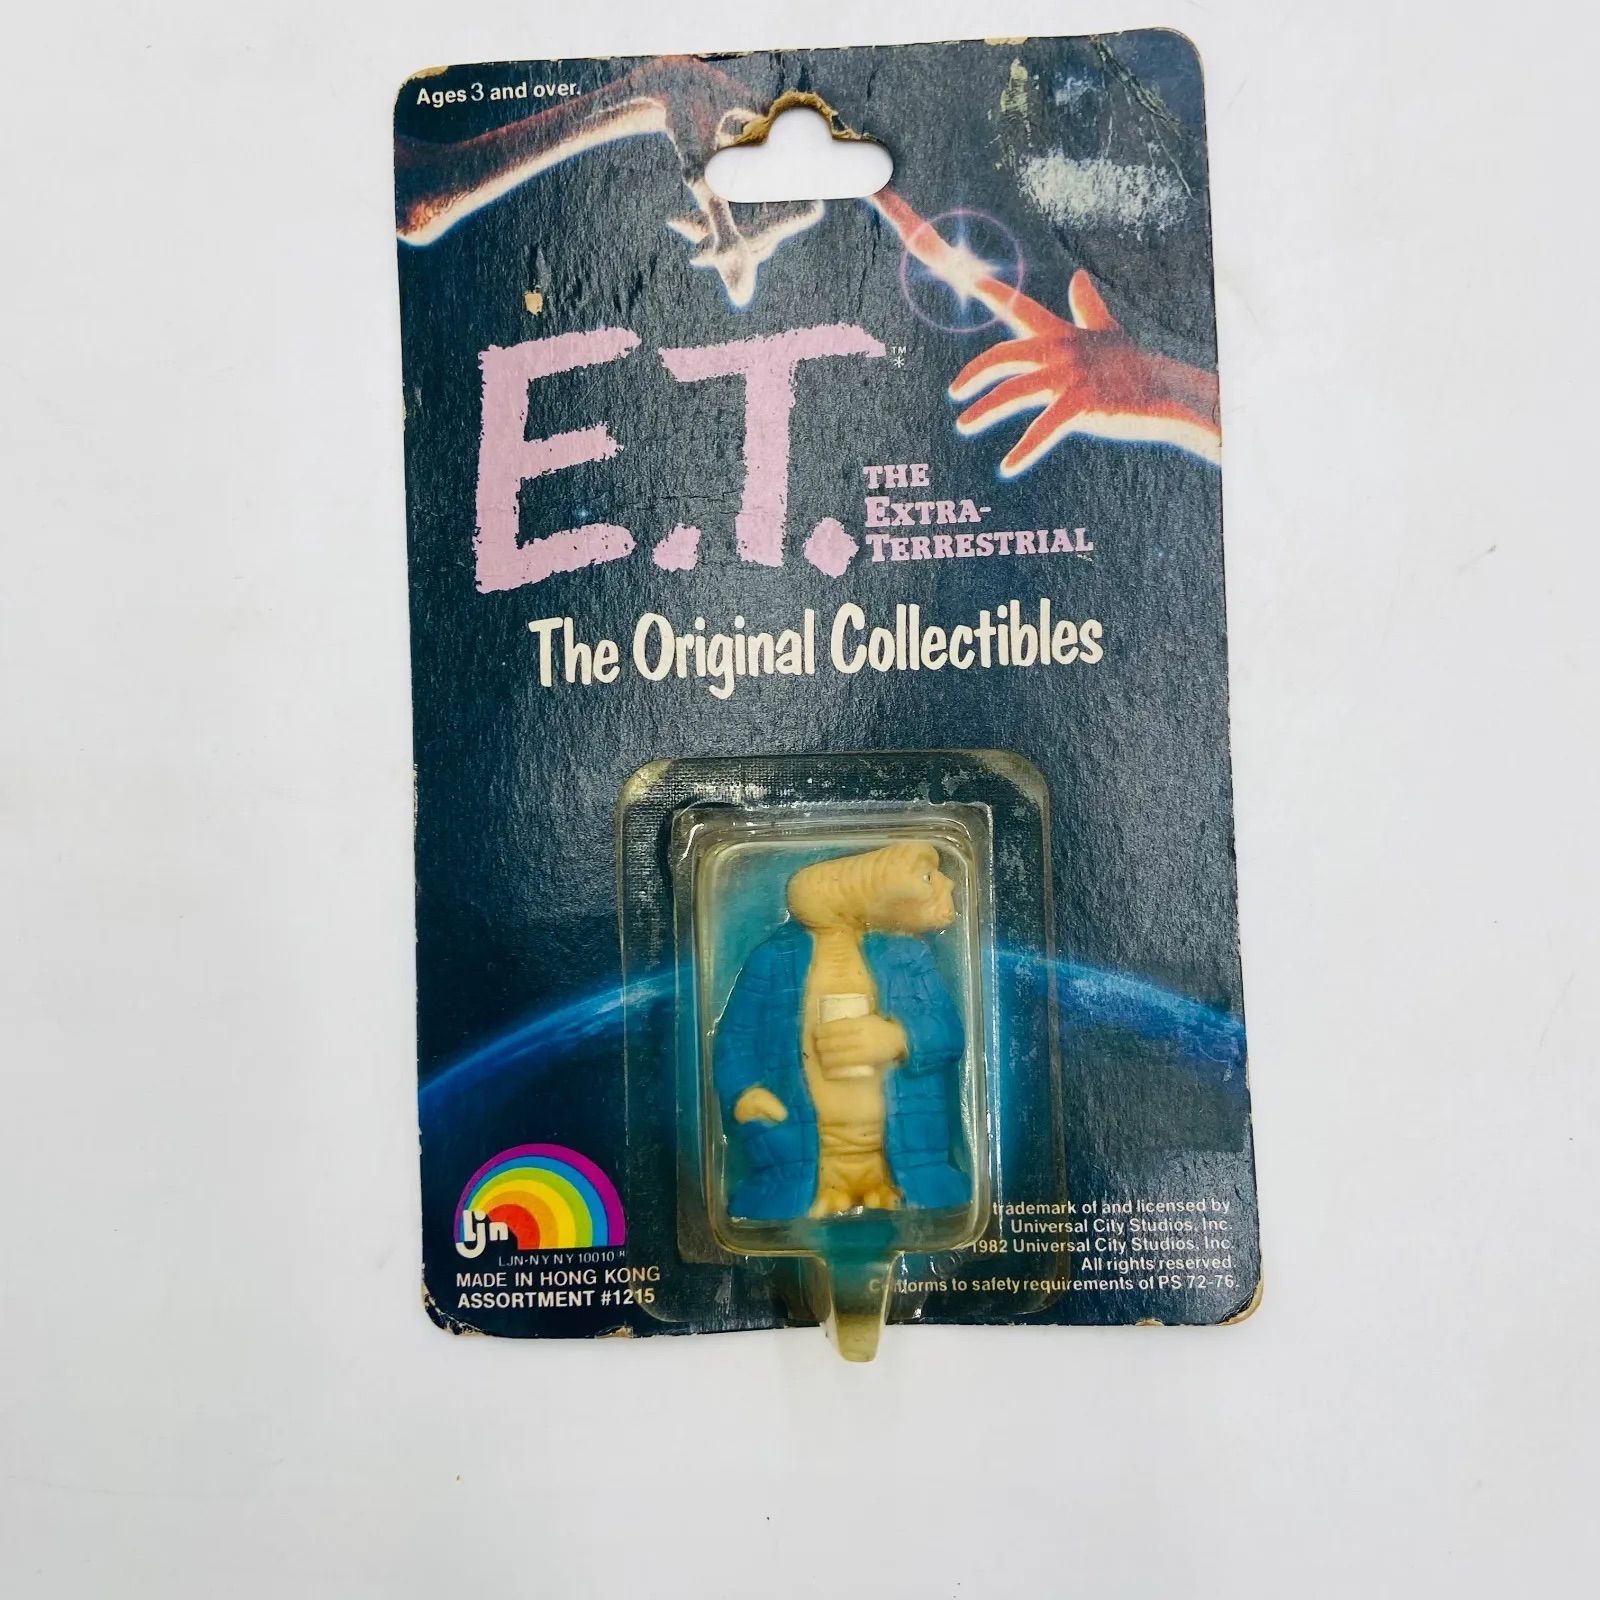 Ages 3 and over.
E.T.™
*
THE
EXTRA-
TERRESTRIAL
The Original Collectibles
ljn
LJN-NY NY 10010
MADE IN HONG KONG
ASSORTMENT #1215
trademark of and licensed by
Universal City Studios, Inc.
1982 Universal City Studios, Inc.
All rights reserved.
Conforms to safety requirements of PS 72-76.